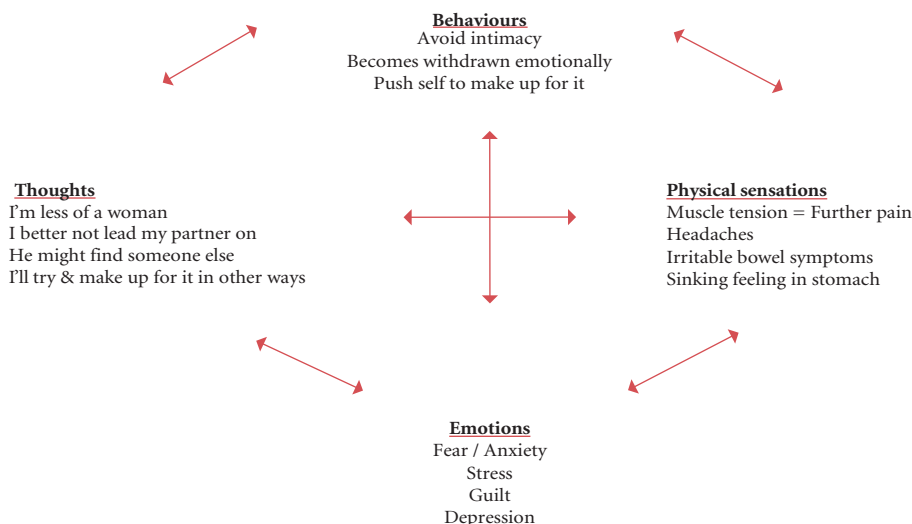 Behaviours
Avoid intimacy
Becomes withdrawn emotionally
Push self to make up for it
Thoughts
I'm less of a woman
I better not lead my partner on
He might find someone else
I'll try & make up for it in other ways
Physical sensations
Muscle tension = Further pain
Headaches
Irritable bowel symptoms
Sinking feeling in stomach
Emotions
Fear / Anxiety
Stress
Guilt
Depression